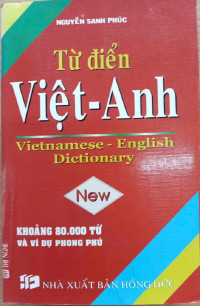 NGUYỄN SANH PHÚC
Từ điển
Việt-Anh
Vietnamese - English
Dictionary
New
KHOẢNG 80.000 TỪ
VÀ VÍ DỤ PHONG PHÚ
NHÀ XUẤT BẢN HỒNG ĐỨC